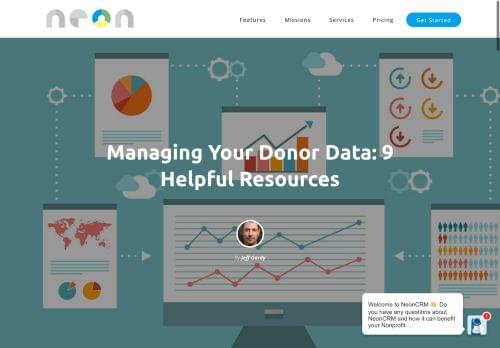 neon
Features Missions Services Pricing Get Started
Managing Your Donor Data: 9
Helpful Resources
By Jeff Gordy
Welcome to NeonCRM 👋 Do
you have any questions about
NeonCRM and how it can benefit
your Nonprofit ...
1